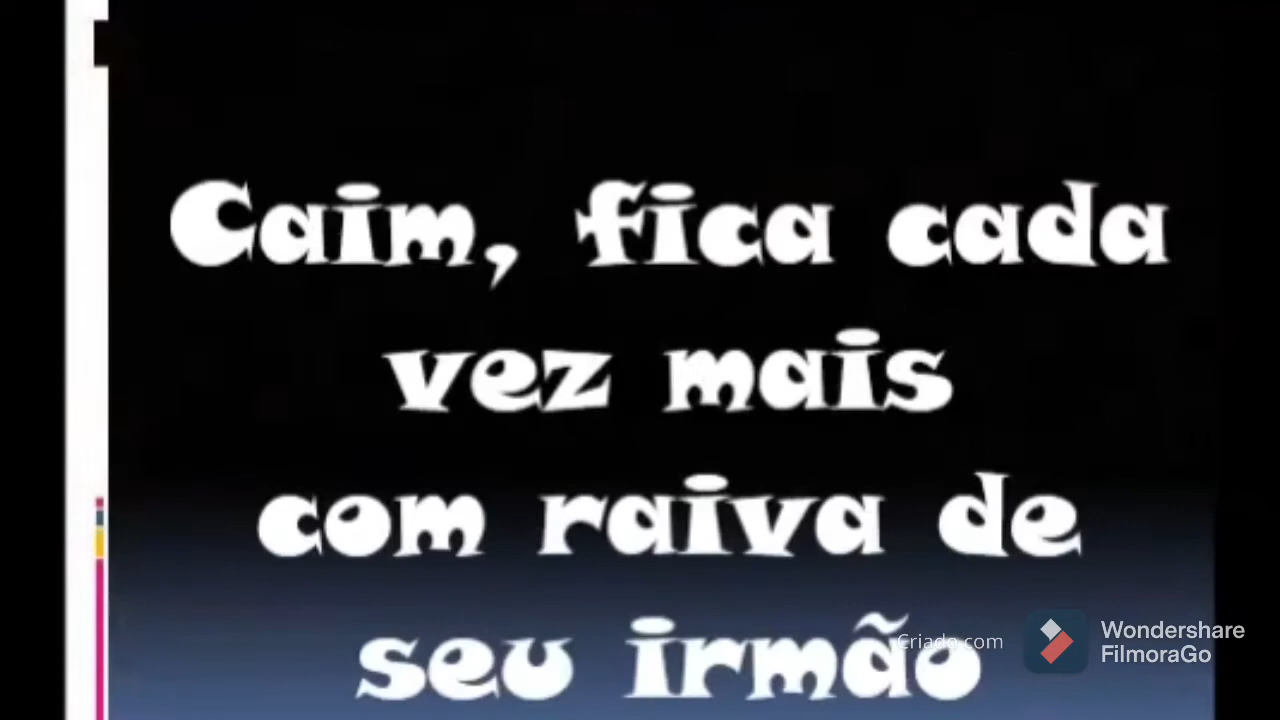 Caim, fica cada
vez mais
com raiva de
seu irmão
Criado com
Wondershare
FilmoraGo